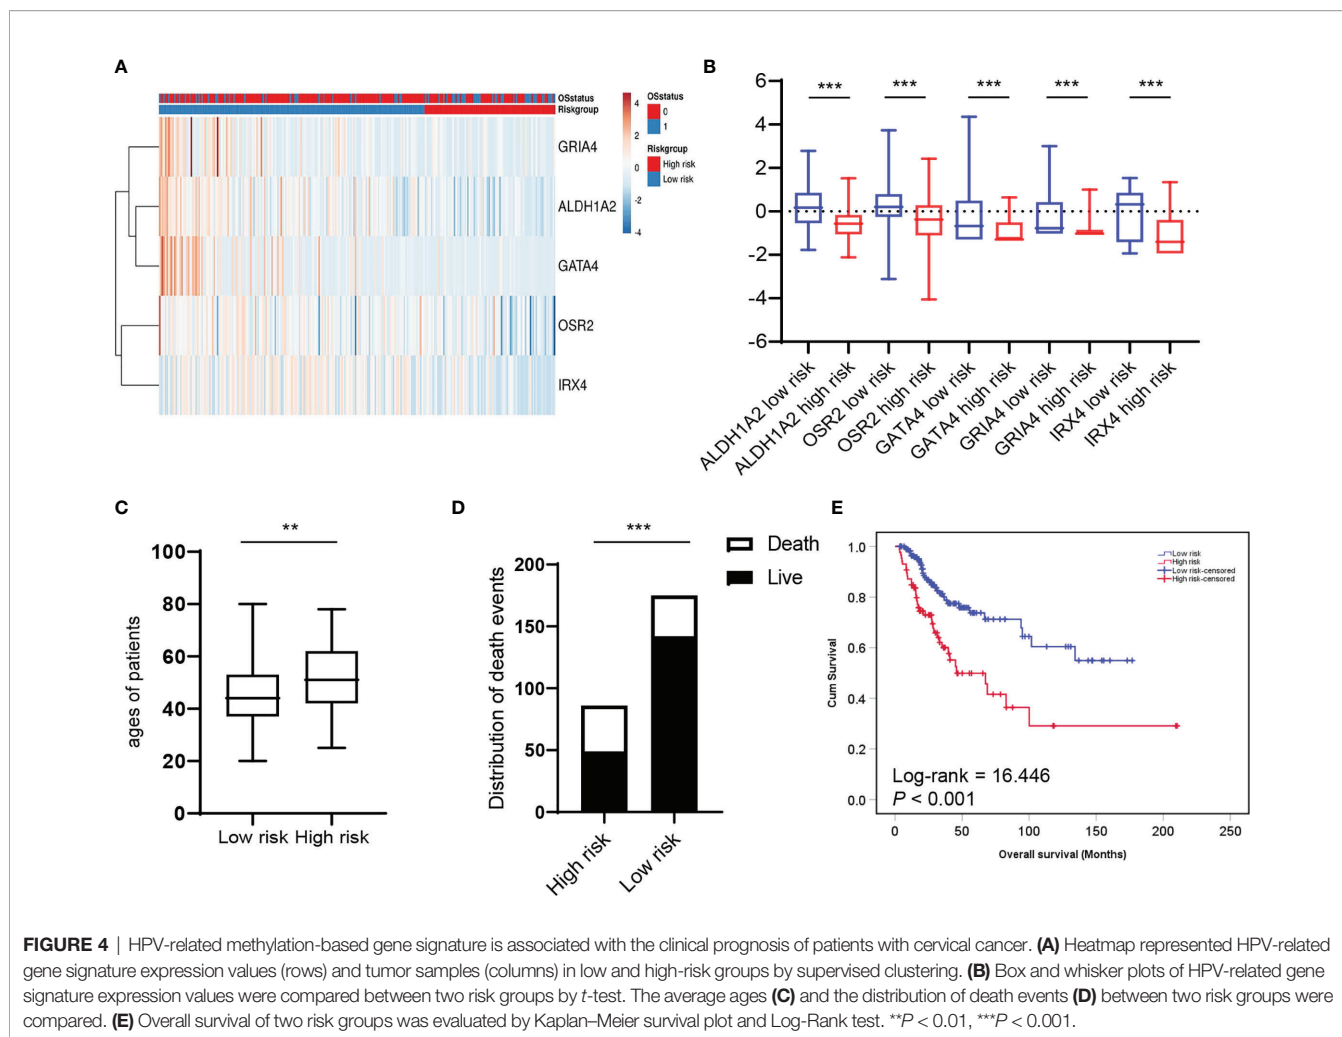 A
OSstatus
Riskgroup
GRIA4
ALDH1A2
GATA4
OSR2
IRX4
4
2
0
-2
-4
OSstatus
0
1
Riskgroup
High risk
Low risk
B
6
4
2
0
-2
-4
-6
*** *** *** *** ***
ALDH1A2 low risk
ALDH1A2 high risk
OSR2 low risk
OSR2 high risk
GATA4 low risk
GATA4 high risk
GRIA4 low risk
GRIA4 high risk
IRX4 low risk
IRX4 high risk
C
**
ages of patients
100
80
60
40
20
0
Low risk High risk
D
***
Death
Live
Distribution of death events
200
150
100
50
0
High risk
Low risk
E
Cum Survival
1.0
0.8
0.6
0.4
0.2
0.0
Low risk
High risk
Low risk-censored
High risk-censored
Log-rank = 16.446
P < 0.001
0 50 100 150 200 250
Overall survival (Months)
FIGURE 4 | HPV-related methylation-based gene signature is associated with the clinical prognosis of patients with cervical cancer. (A) Heatmap represented HPV-related
gene signature expression values (rows) and tumor samples (columns) in low and high-risk groups by supervised clustering. (B) Box and whisker plots of HPV-related gene
signature expression values were compared between two risk groups by t-test. The average ages (C) and the distribution of death events (D) between two risk groups were
compared. (E) Overall survival of two risk groups was evaluated by Kaplan–Meier survival plot and Log-Rank test. **P < 0.01, ***P < 0.001.